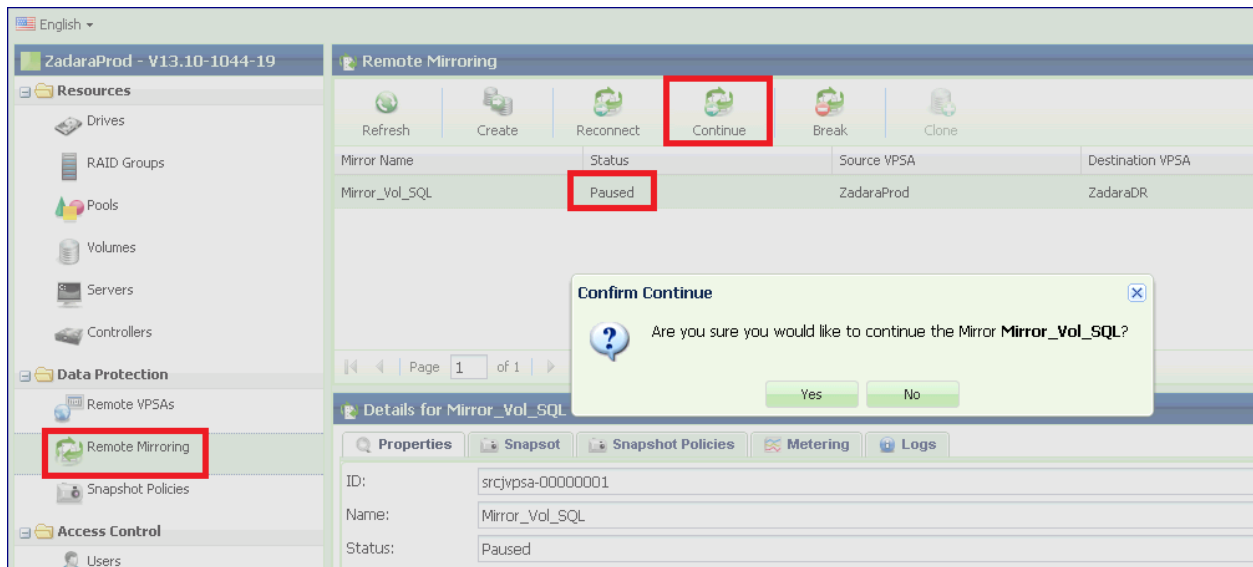 English
ZadaraProd - V13.10-1044-19
Resources
Drives
RAID Groups
Pools
Volumes
Servers
Controllers
Data Protection
Remote VPSAs
Remote Mirroring
Snapshot Policies
Access Control
Users
Remote Mirroring
Refresh Create Reconnect Continue Break Clone
Mirror Name Status Source VPSA Destination VPSA
Mirror_Vol_SQL Paused ZadaraProd ZadaraDR
Confirm Continue
Are you sure you would like to continue the Mirror Mirror_Vol_SQL?
Yes No
Page 1 of 1
Details for Mirror_Vol_SQL
Properties Snapsot Snapshot Policies Metering Logs
ID: srcjvpsa-00000001
Name: Mirror_Vol_SQL
Status: Paused